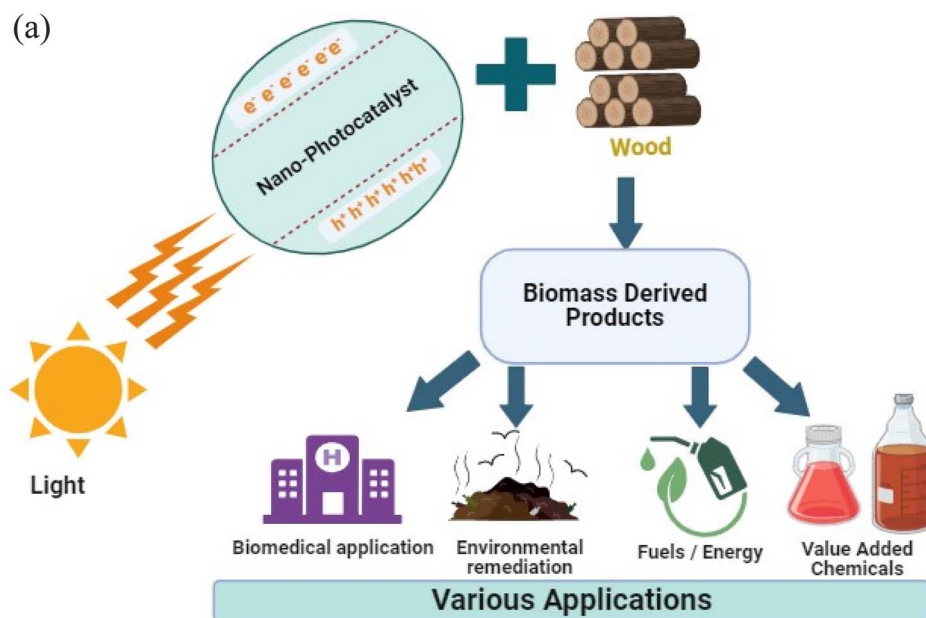 (a)
e⁻ e⁻ e⁻ e⁻ e⁻e⁻
Nano-Photocatalyst
h⁺ h⁺ h⁺ h⁺ h⁺h⁺
Wood
Biomass Derived
Products
Light
H
Biomedical application
Environmental
remediation
Fuels / Energy
Value Added
Chemicals
Various Applications